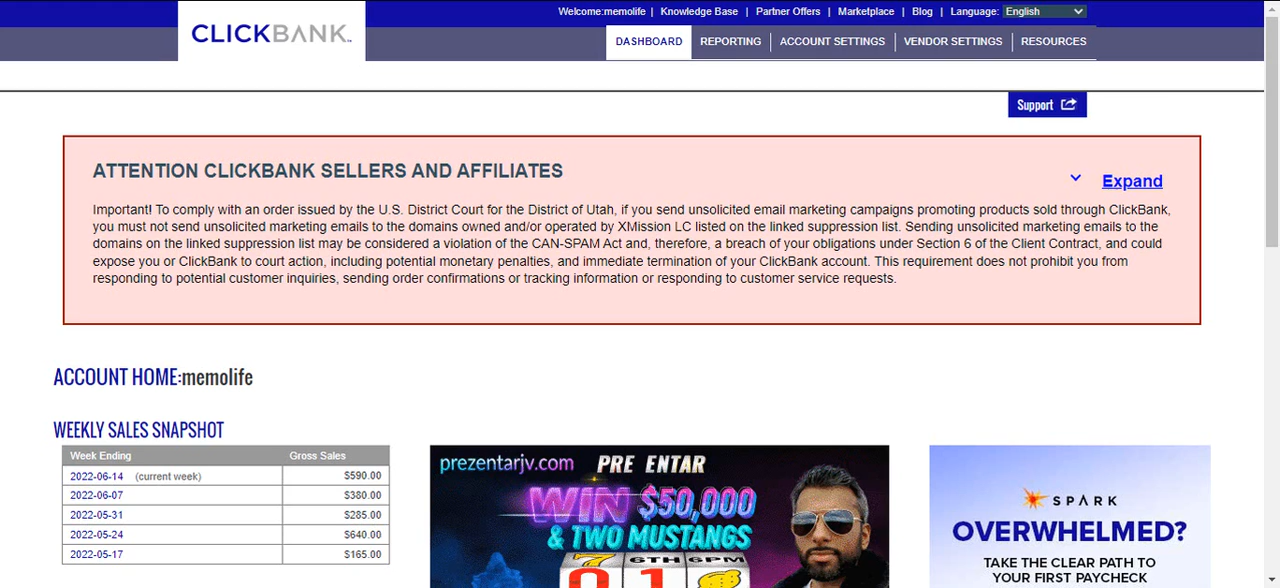 Welcome:memolife | Knowledge Base | Partner Offers | Marketplace | Blog | Language: English
CLICKBANK
DASHBOARD REPORTING ACCOUNT SETTINGS VENDOR SETTINGS RESOURCES
Support
ATTENTION CLICKBANK SELLERS AND AFFILIATES
Expand
Important! To comply with an order issued by the U.S. District Court for the District of Utah, if you send unsolicited email marketing campaigns promoting products sold through ClickBank,
you must not send unsolicited marketing emails to the domains owned and/or operated by XMission LC listed on the linked suppression list. Sending unsolicited marketing emails to the
domains on the linked suppression list may be considered a violation of the CAN-SPAM Act and, therefore, a breach of your obligations under Section 6 of the Client Contract, and could
expose you or ClickBank to court action, including potential monetary penalties, and immediate termination of your ClickBank account. This requirement does not prohibit you from
responding to potential customer inquiries, sending order confirmations or tracking information or responding to customer service requests.
ACCOUNT HOME:memolife
WEEKLY SALES SNAPSHOT
Week Ending Gross Sales
2022-06-14 (current week) $590.00
2022-06-07 $380.00
2022-05-31 $285.00
2022-05-24 $640.00
2022-05-17 $165.00
prezentarjv.com PRE ENTAR
WIN $50,000
& TWO MUSTANGS
7 6TH 6PM
0 1
SPARK
OVERWHELMED?
TAKE THE CLEAR PATH TO
YOUR FIRST PAYCHECK